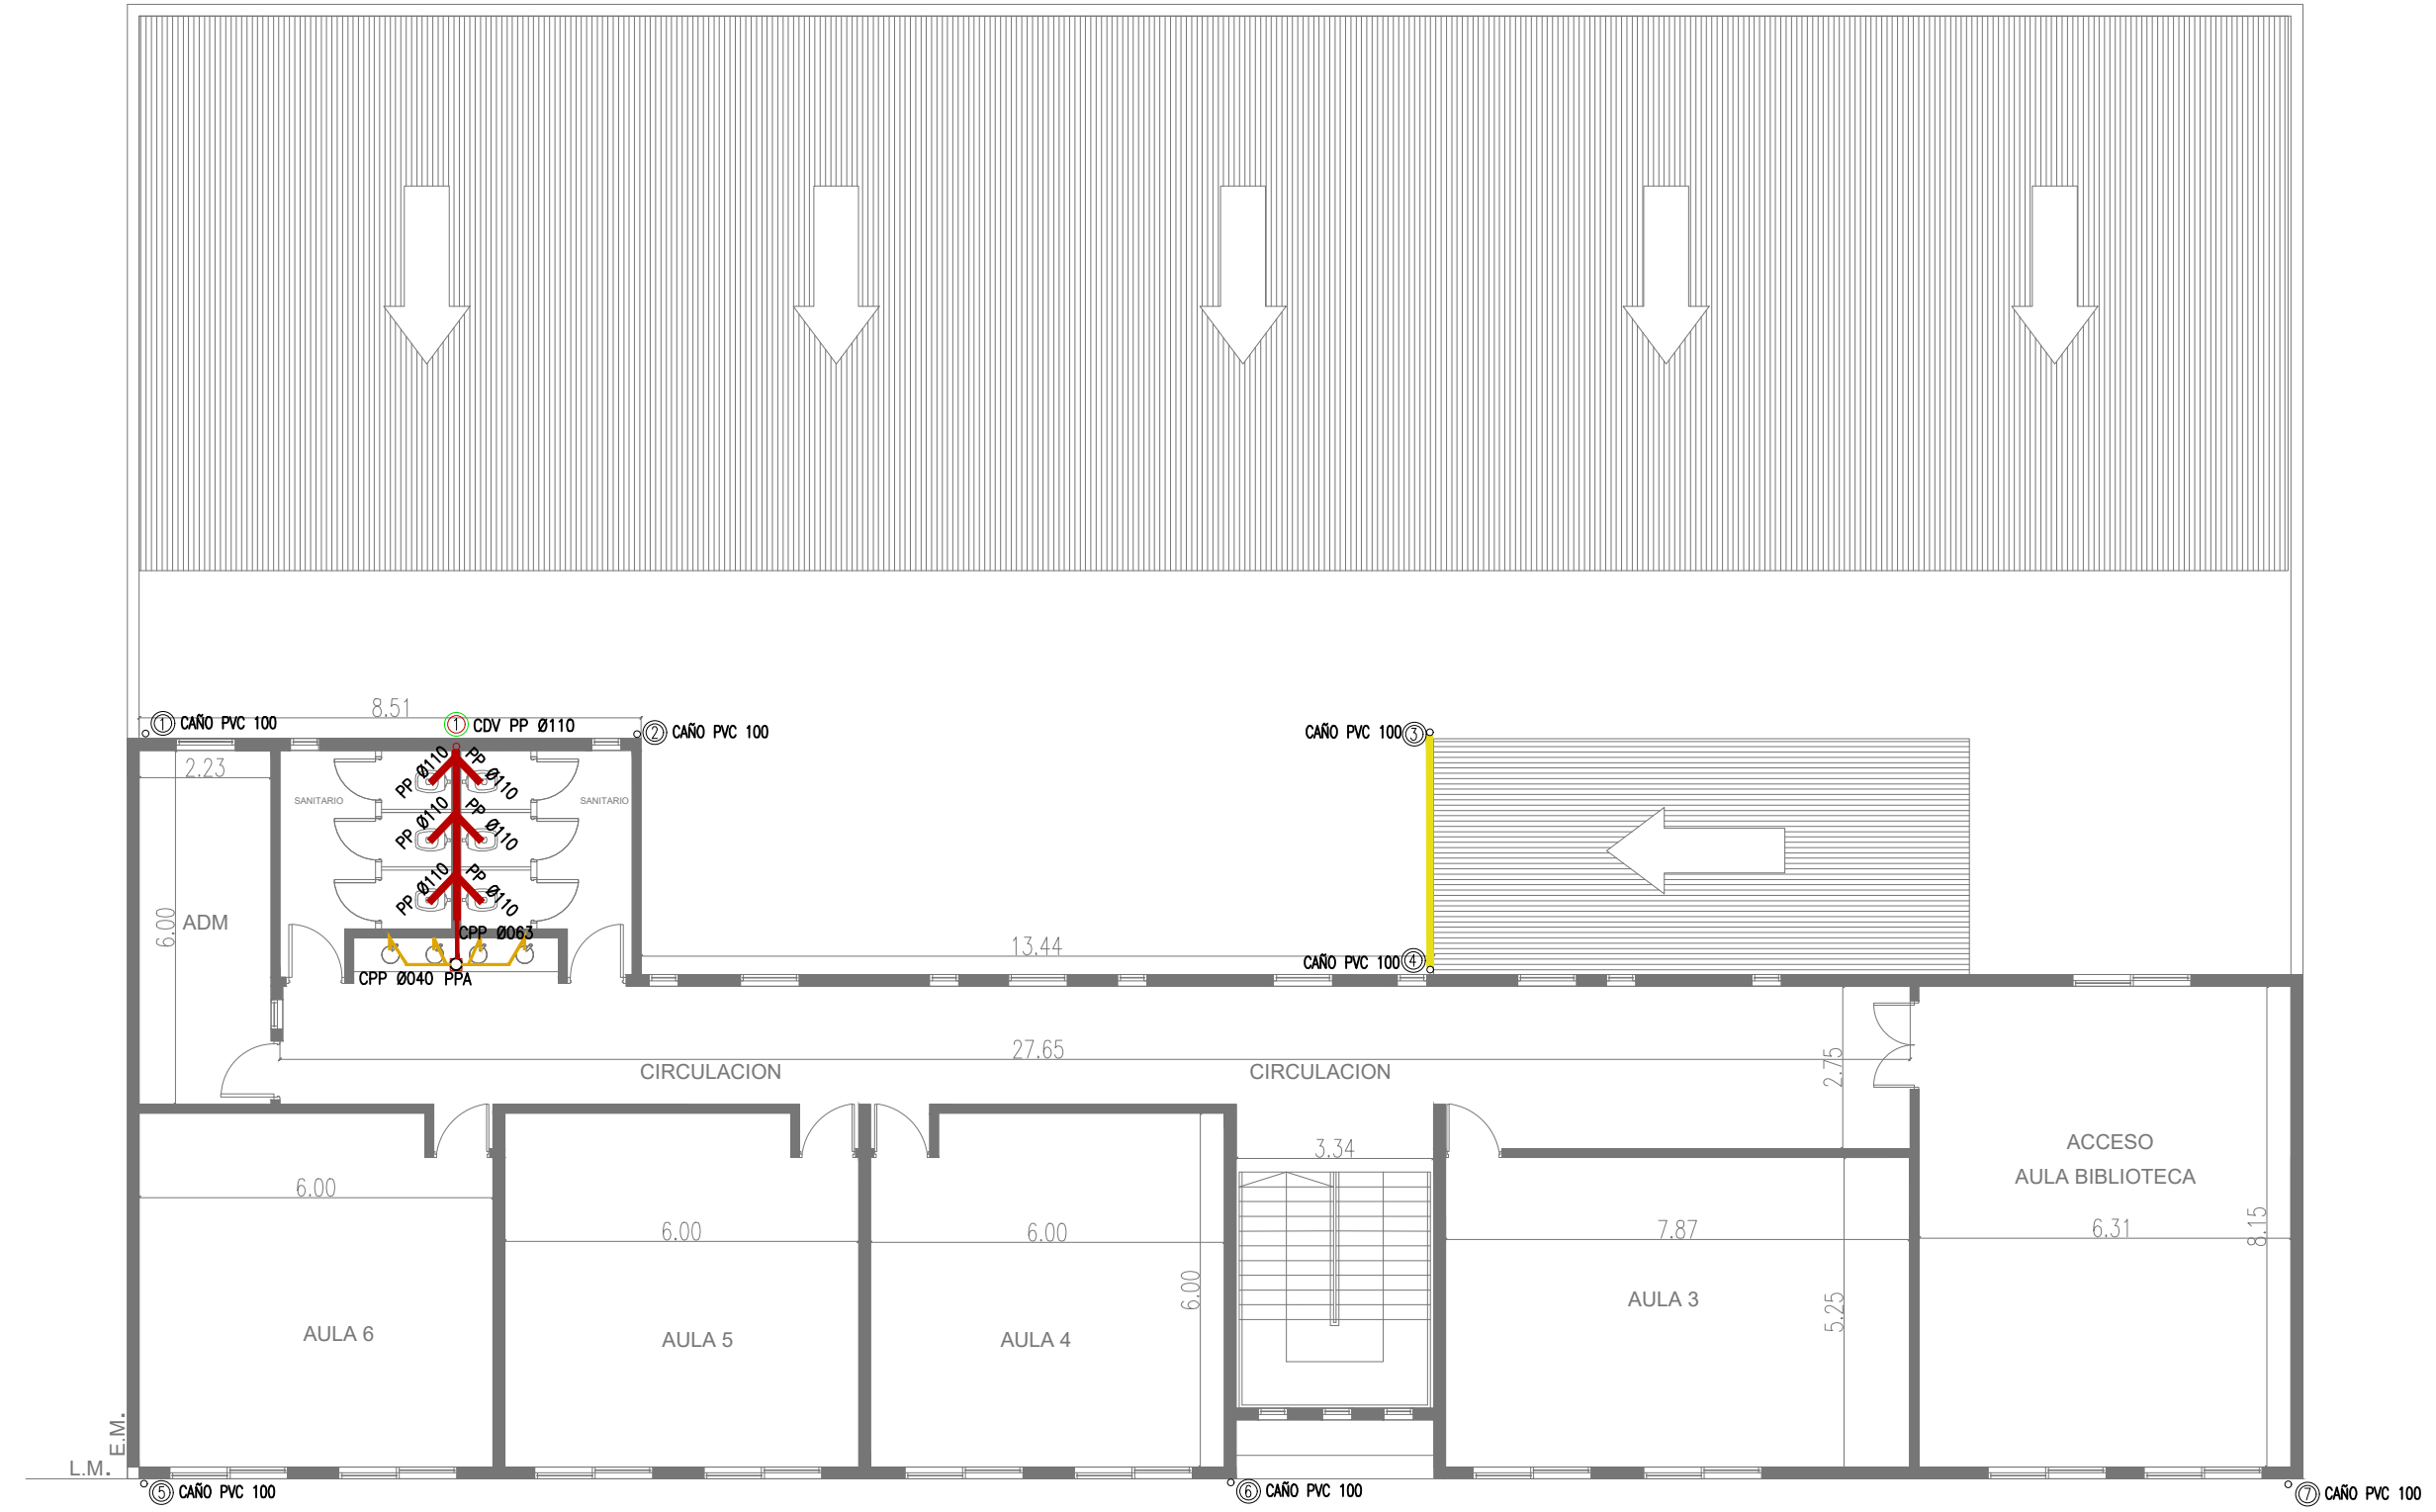 8.51
① CAÑO PVC 100
① CDV PP Ø110
② CAÑO PVC 100
CAÑO PVC 100 ③
2.23
PP Ø110
PP Ø110
SANITARIO
SANITARIO
PP Ø110
PP Ø110
PP Ø110
PP Ø110
6.00
ADM
CPP Ø063
13.44
CAÑO PVC 100 ④
CPP Ø040 PPA
27.65
CIRCULACION
CIRCULACION
2.75
3.34
ACCESO
AULA BIBLIOTECA
6.00
6.00
6.00
7.87
6.31
8.15
6.00
5.25
AULA 3
AULA 6
AULA 5
AULA 4
E.M.
L.M.
⑤ CAÑO PVC 100
⑥ CAÑO PVC 100
⑦ CAÑO PVC 100